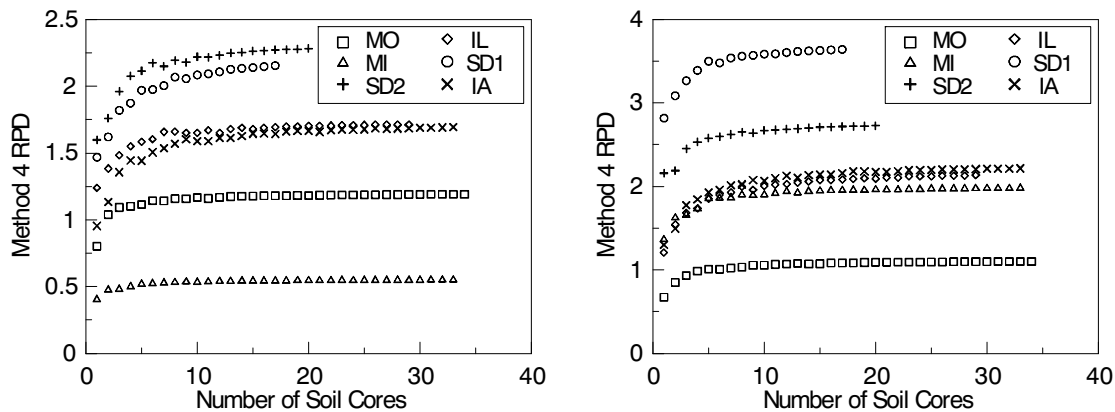 2.5
2
1.5
1
0.5
0
Method 4 RPD
0 10 20 30 40
Number of Soil Cores
MO IL
MI SD1
SD2 IA
4
3
2
1
0
Method 4 RPD
0 10 20 30 40
Number of Soil Cores
MO IL
MI SD1
SD2 IA